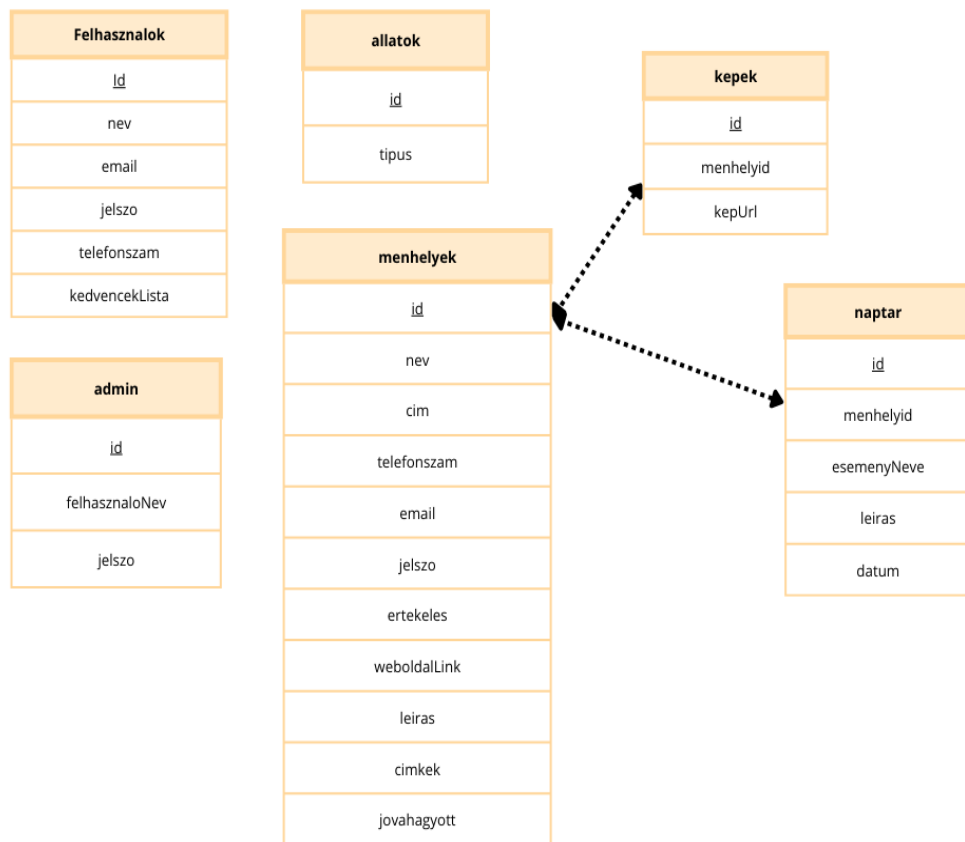 Felhasznalok
Id
nev
email
jelszo
telefonszam
kedvencekLista
admin
id
felhasznaloNev
jelszo
allatok
id
tipus
menhelyek
id
nev
cim
telefonszam
email
jelszo
ertekeles
weboldalLink
leiras
cimkek
jovahagyott
kepek
id
menhelyid
kepUrl
naptar
id
menhelyid
esemenyNeve
leiras
datum